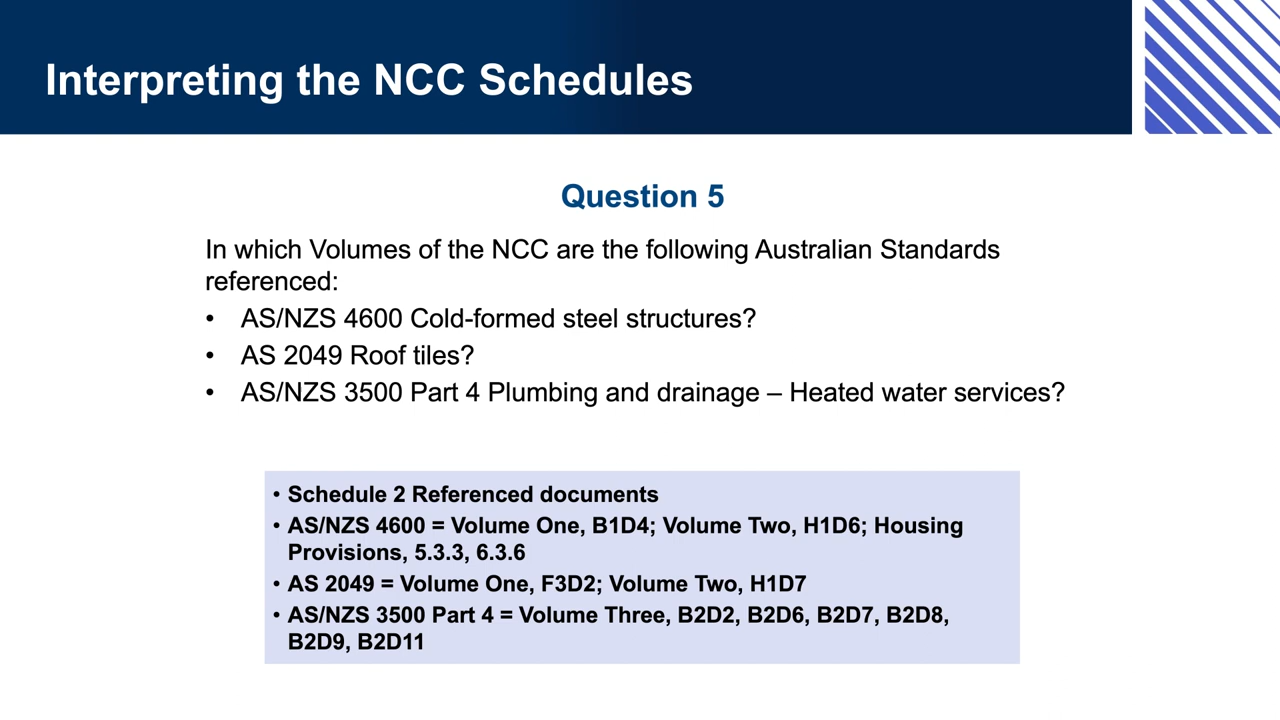 Interpreting the NCC Schedules
Question 5
In which Volumes of the NCC are the following Australian Standards
referenced:
• AS/NZS 4600 Cold-formed steel structures?
• AS 2049 Roof tiles?
• AS/NZS 3500 Part 4 Plumbing and drainage – Heated water services?
• Schedule 2 Referenced documents
• AS/NZS 4600 = Volume One, B1D4; Volume Two, H1D6; Housing
Provisions, 5.3.3, 6.3.6
• AS 2049 = Volume One, F3D2; Volume Two, H1D7
• AS/NZS 3500 Part 4 = Volume Three, B2D2, B2D6, B2D7, B2D8,
B2D9, B2D11